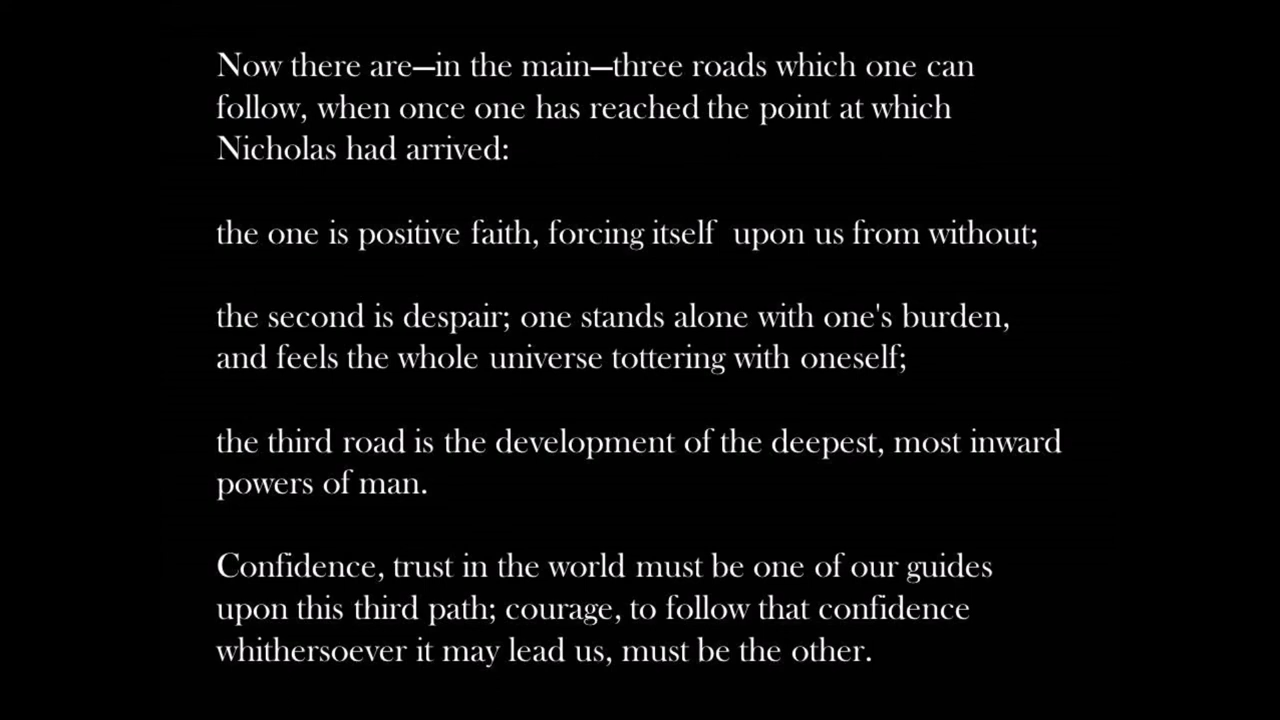 Now there are—in the main—three roads which one can
follow, when once one has reached the point at which
Nicholas had arrived:
the one is positive faith, forcing itself  upon us from without;
the second is despair; one stands alone with one's burden,
and feels the whole universe tottering with oneself;
the third road is the development of the deepest, most inward
powers of man.
Confidence, trust in the world must be one of our guides
upon this third path; courage, to follow that confidence
whithersoever it may lead us, must be the other.